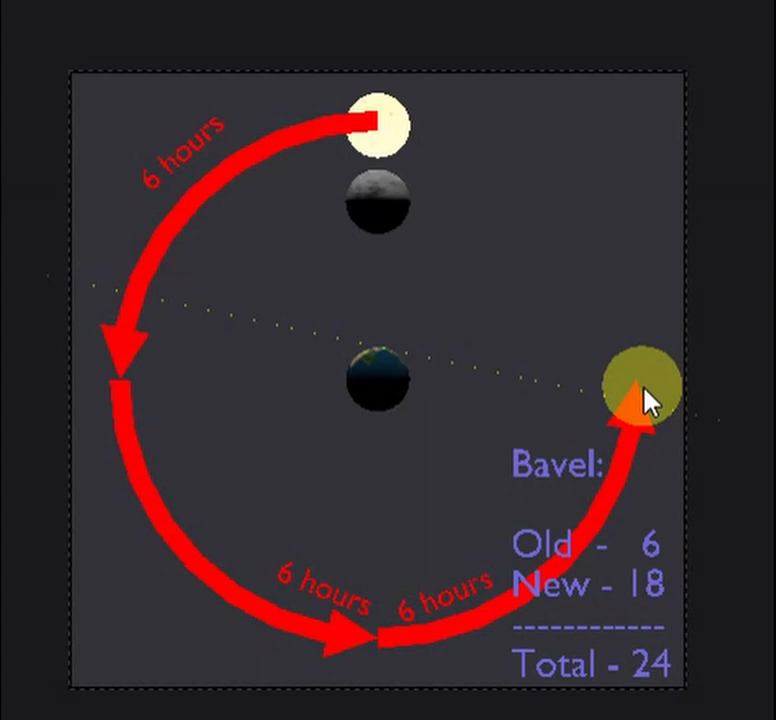 6 hours
6 hours
6 hours
Bavel:
Old - 6
New - 18
------------
Total - 24